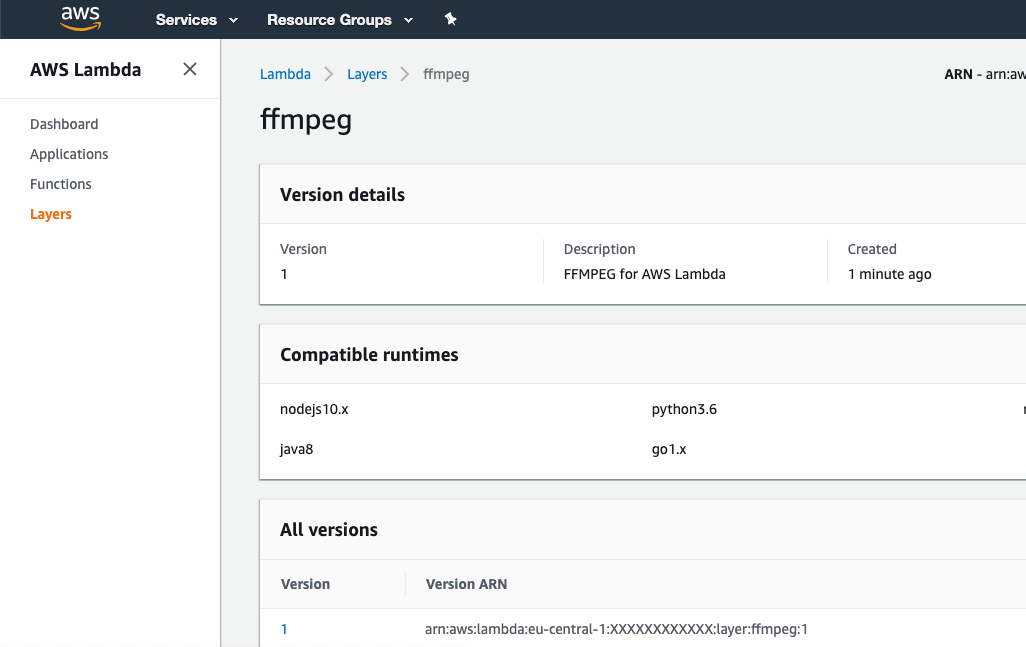 aws Services Resource Groups
AWS Lambda
Lambda Layers ffmpeg ARN - arn:aw
Dashboard
Applications
Functions
Layers
ffmpeg
Version details
Version Description Created
1 FFMPEG for AWS Lambda 1 minute ago
Compatible runtimes
nodejs10.x python3.6
java8 go1.x
All versions
Version Version ARN
1 arn:aws:lambda:eu-central-1:XXXXXXXXXXXX:layer:ffmpeg:1